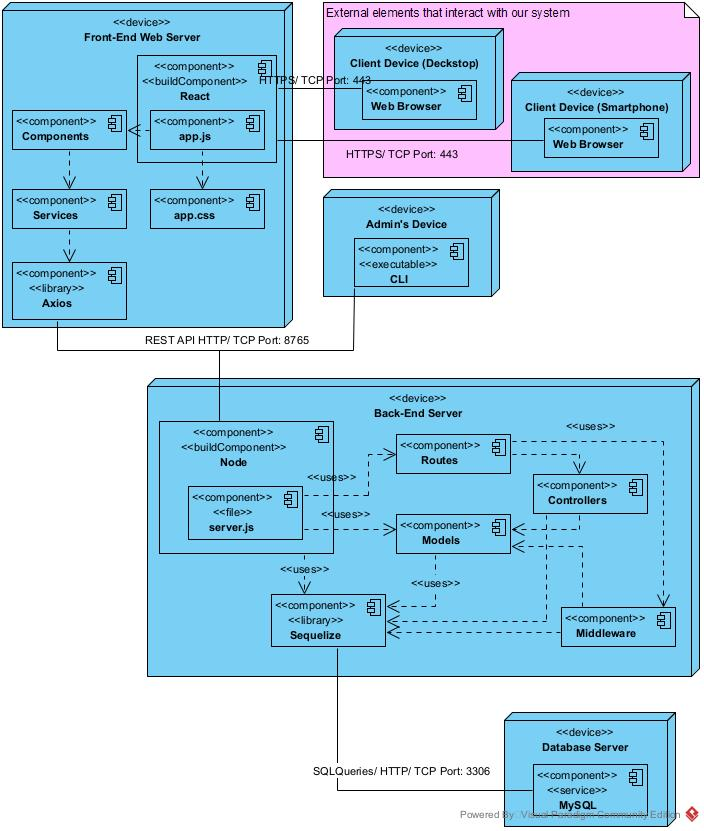 <<device>>
Front-End Web Server
<<component>>
<<buildComponent>>
React
<<component>>
Components
<<component>>
app.js
<<component>>
Services
<<component>>
app.css
<<component>>
<<library>>
Axios
External elements that interact with our system
<<device>>
Client Device (Deckstop)
HTTPS/ TCP Port: 443
<<component>>
Web Browser
<<device>>
Client Device (Smartphone)
<<component>>
Web Browser
HTTPS/ TCP Port: 443
<<device>>
Admin's Device
<<component>>
<<executable>>
CLI
REST API HTTP/ TCP Port: 8765
<<device>>
Back-End Server
<<component>>
<<buildComponent>>
Node
<<component>>
<<file>>
server.js
<<uses>>
<<uses>>
<<uses>>
<<component>>
Routes
<<uses>>
<<component>>
Controllers
<<component>>
Models
<<uses>>
<<component>>
<<library>>
Sequelize
<<component>>
Middleware
SQLQueries/ HTTP/ TCP Port: 3306
<<device>>
Database Server
<<component>>
<<service>>
MySQL
Powered By: Visual Paradigm Community Edition